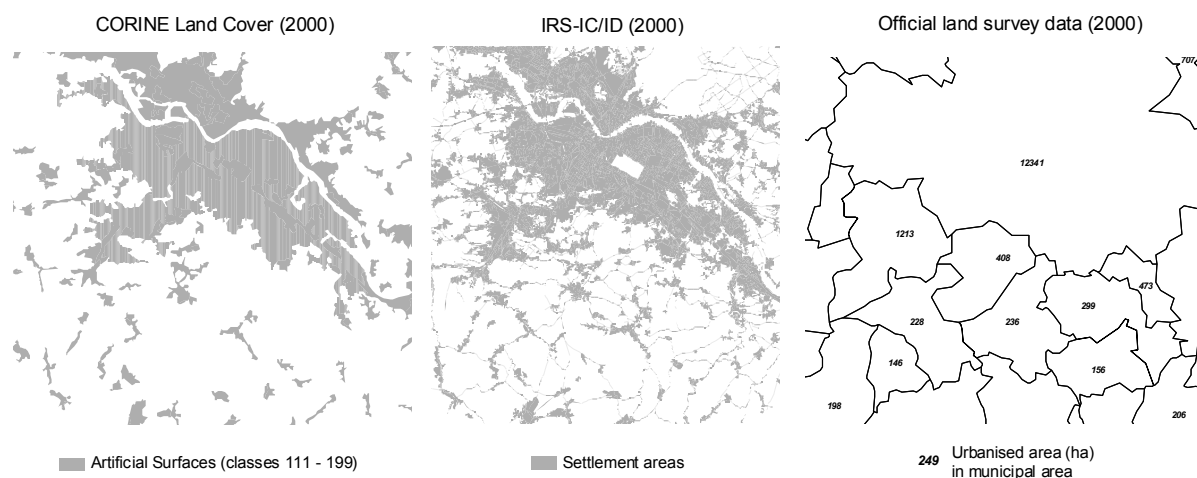 CORINE Land Cover (2000)
IRS-IC/ID (2000)
Official land survey data (2000)
707
12341
1213
408
473
299
228
236
146
156
198
206
Artificial Surfaces (classes 111 - 199)
Settlement areas
249 Urbanised area (ha)
in municipal area